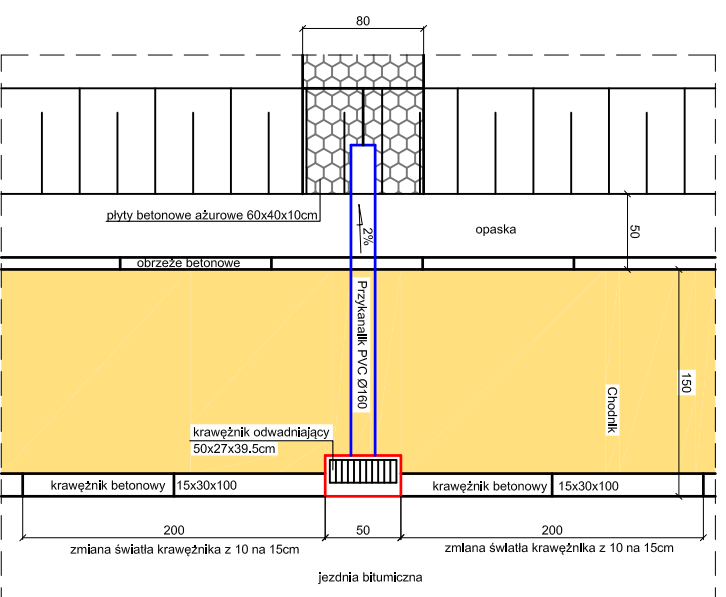 80
płyty betonowe ażurowe 60x40x10cm
2%
opaska
50
obrzeże betonowe
Przykanalik PVC Ø160
150
Chodnik
krawężnik odwadniający
50x27x39.5cm
krawężnik betonowy 15x30x100
krawężnik betonowy 15x30x100
200
50
200
zmiana światła krawężnika z 10 na 15cm
zmiana światła krawężnika z 10 na 15cm
jezdnia bitumiczna